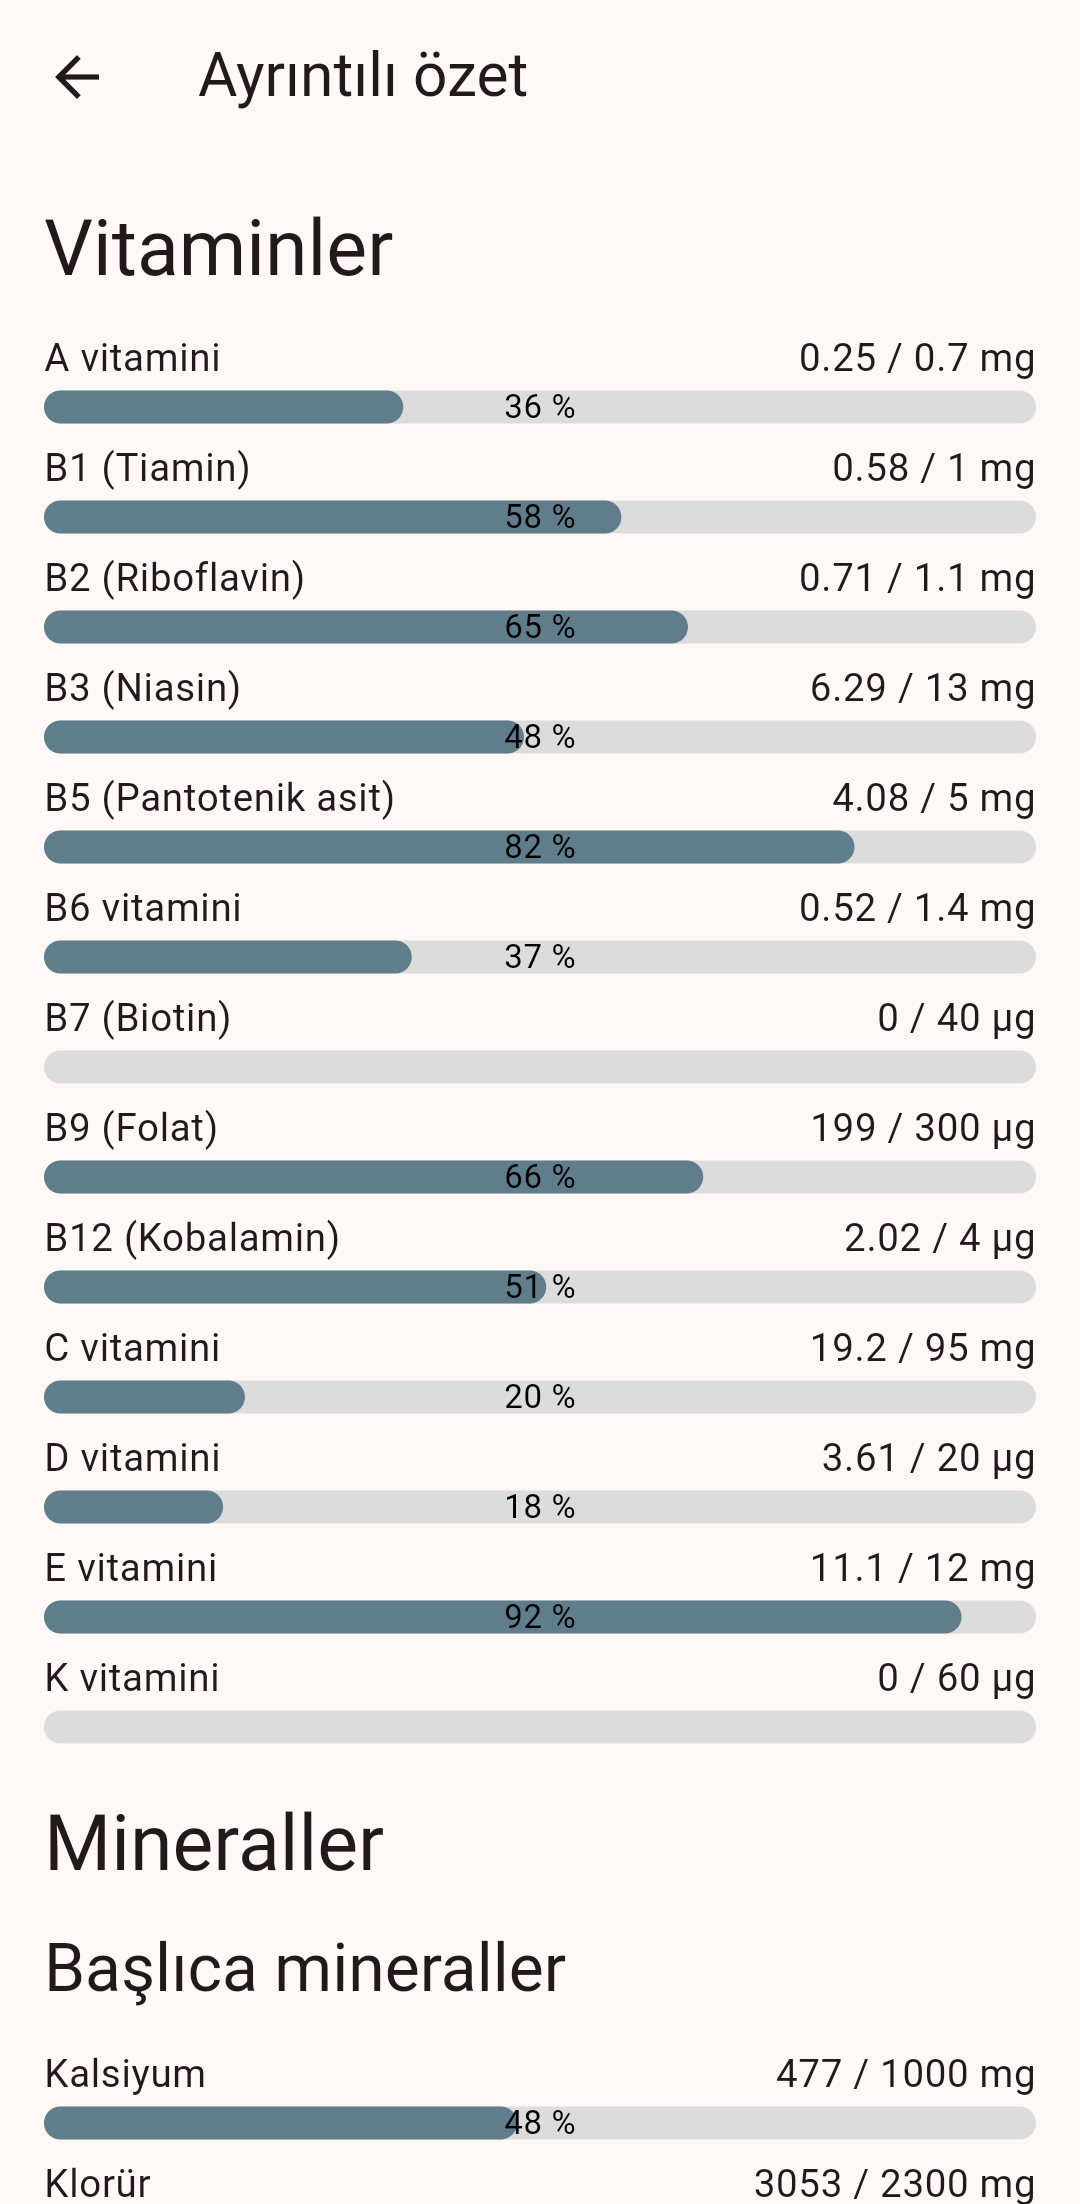 Ayrıntılı özet
Vitaminler
A vitamini 0.25 / 0.7 mg
36 %
B1 (Tiamin) 0.58 / 1 mg
58 %
B2 (Riboflavin) 0.71 / 1.1 mg
65 %
B3 (Niasin) 6.29 / 13 mg
48 %
B5 (Pantotenik asit) 4.08 / 5 mg
82 %
B6 vitamini 0.52 / 1.4 mg
37 %
B7 (Biotin) 0 / 40 µg
B9 (Folat) 199 / 300 µg
66 %
B12 (Kobalamin) 2.02 / 4 µg
51 %
C vitamini 19.2 / 95 mg
20 %
D vitamini 3.61 / 20 µg
18 %
E vitamini 11.1 / 12 mg
92 %
K vitamini 0 / 60 µg
Mineraller
Başlıca mineraller
Kalsiyum 477 / 1000 mg
48 %
Klorür 3053 / 2300 mg